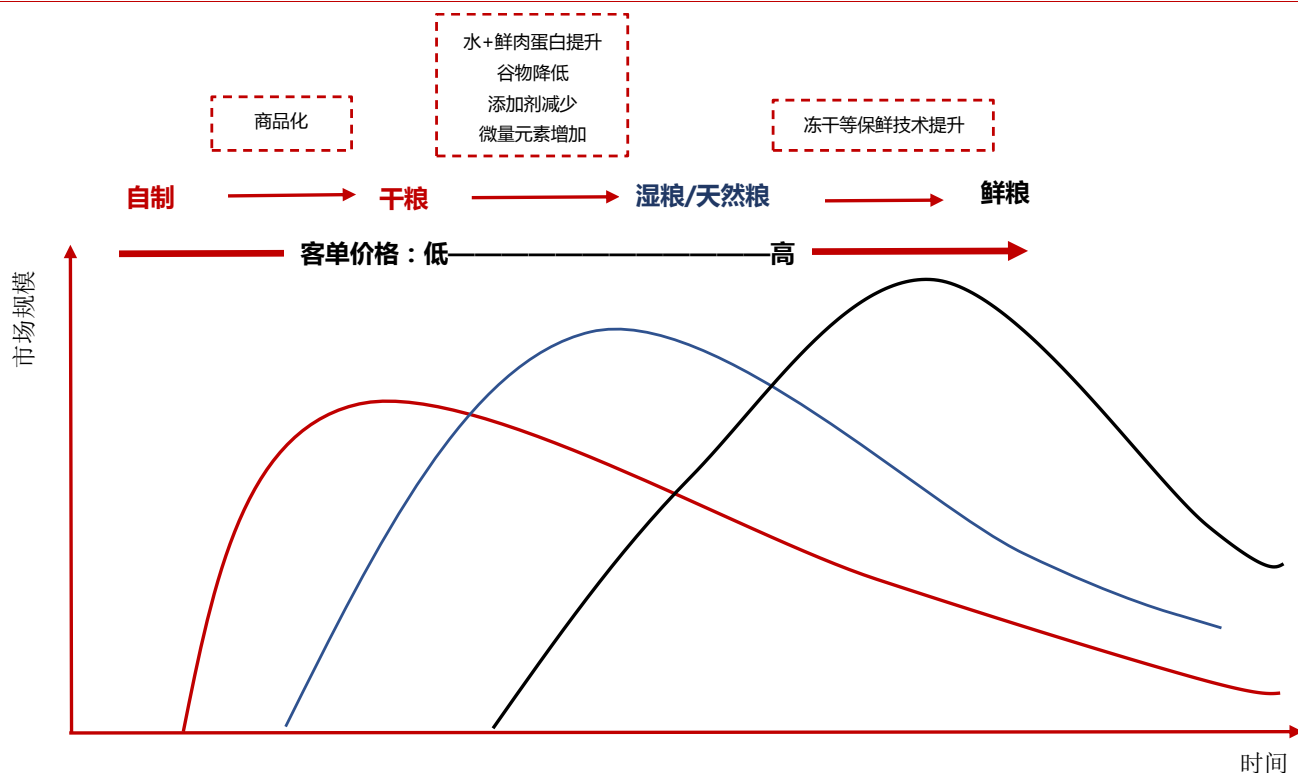 水+鲜肉蛋白提升
谷物降低
添加剂减少
微量元素增加
商品化
冻干等保鲜技术提升
自制
干粮
湿粮/天然粮
鲜粮
客单价格：低————————————高
市场规模
时间